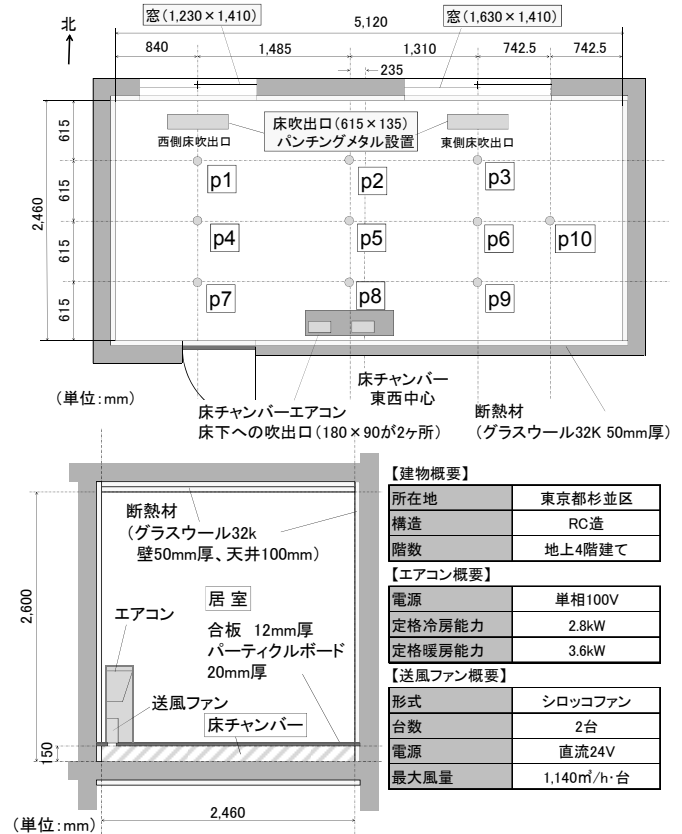 北
窓（1,230×1,410）
窓（1,630×1,410）
5,120
840
1,485
1,310
742.5
742.5
235
615
615
615
615
2,460
床吹出口（615×135）
パンチングメタル設置
西側床吹出口
東側床吹出口
p1
p2
p3
p4
p5
p6
p10
p7
p8
p9
（単位：mm）
床チャンバー
東西中心
床チャンバーエアコン
床下への吹出口（180×90が2ヶ所）
断熱材
（グラスウール32K 50mm厚）
断熱材
（グラスウール32k
壁50mm厚、天井100mm）
2,600
居 室
エアコン
合板 12mm厚
パーティクルボード
20mm厚
送風ファン
床チャンバー
150
2,460
（単位：mm）
【建物概要】
所在地 東京都杉並区
構造 RC造
階数 地上4階建て
【エアコン概要】
電源 単相100V
定格冷房能力 2.8kW
定格暖房能力 3.6kW
【送風ファン概要】
形式 シロッコファン
台数 2台
電源 直流24V
最大風量 1,140㎥/h・台